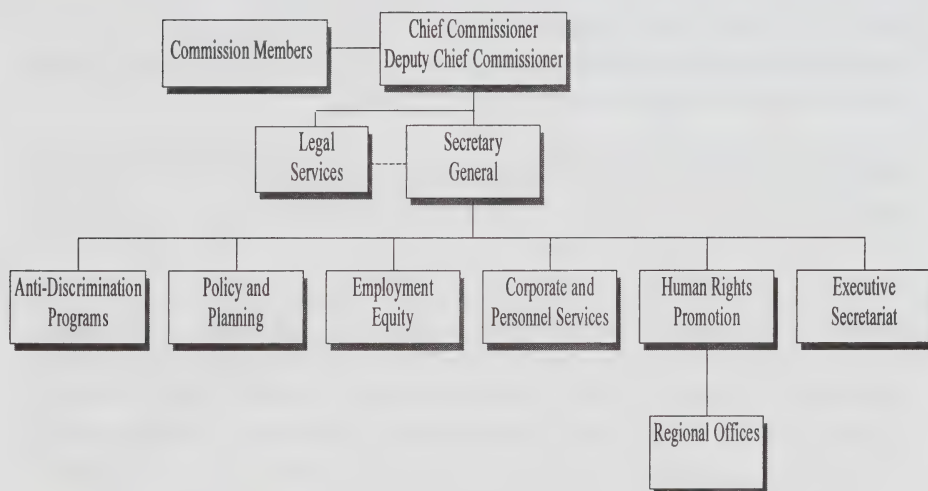 Commission Members
Chief Commissioner
Deputy Chief Commissioner
Legal
Services
Secretary
General
Anti-Discrimination
Programs
Policy and
Planning
Employment
Equity
Corporate and
Personnel Services
Human Rights
Promotion
Executive
Secretariat
Regional Offices